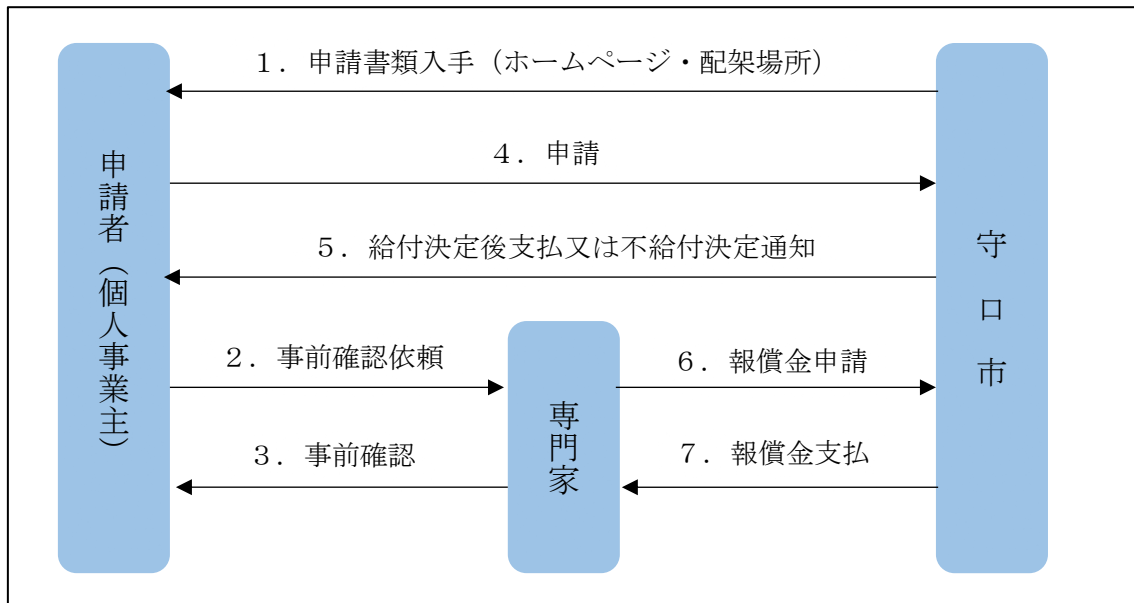 １．申請書類入手（ホームページ・配架場所）
４．申請
５．給付決定後支払又は不給付決定通知
２．事前確認依頼
６．報償金申請
３．事前確認
７．報償金支払
申請者（個人事業主）
専門家
守口市